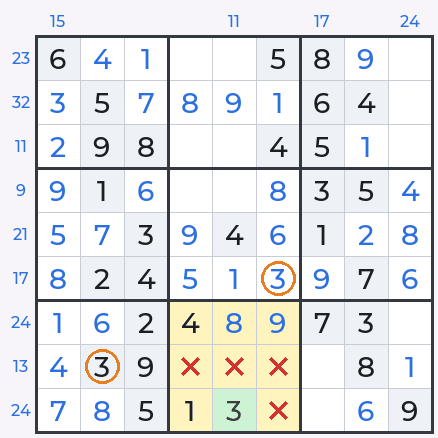 15 11 17 24
23 6 4 1 5 8 9
32 3 5 7 8 9 1 6 4
11 2 9 8 4 5 1
9 9 1 6 8 3 5 4
21 5 7 3 9 4 6 1 2 8
17 8 2 4 5 1 3 9 7 6
24 1 6 2 4 8 9 7 3
13 4 3 9 8 1
24 7 8 5 1 3 6 9